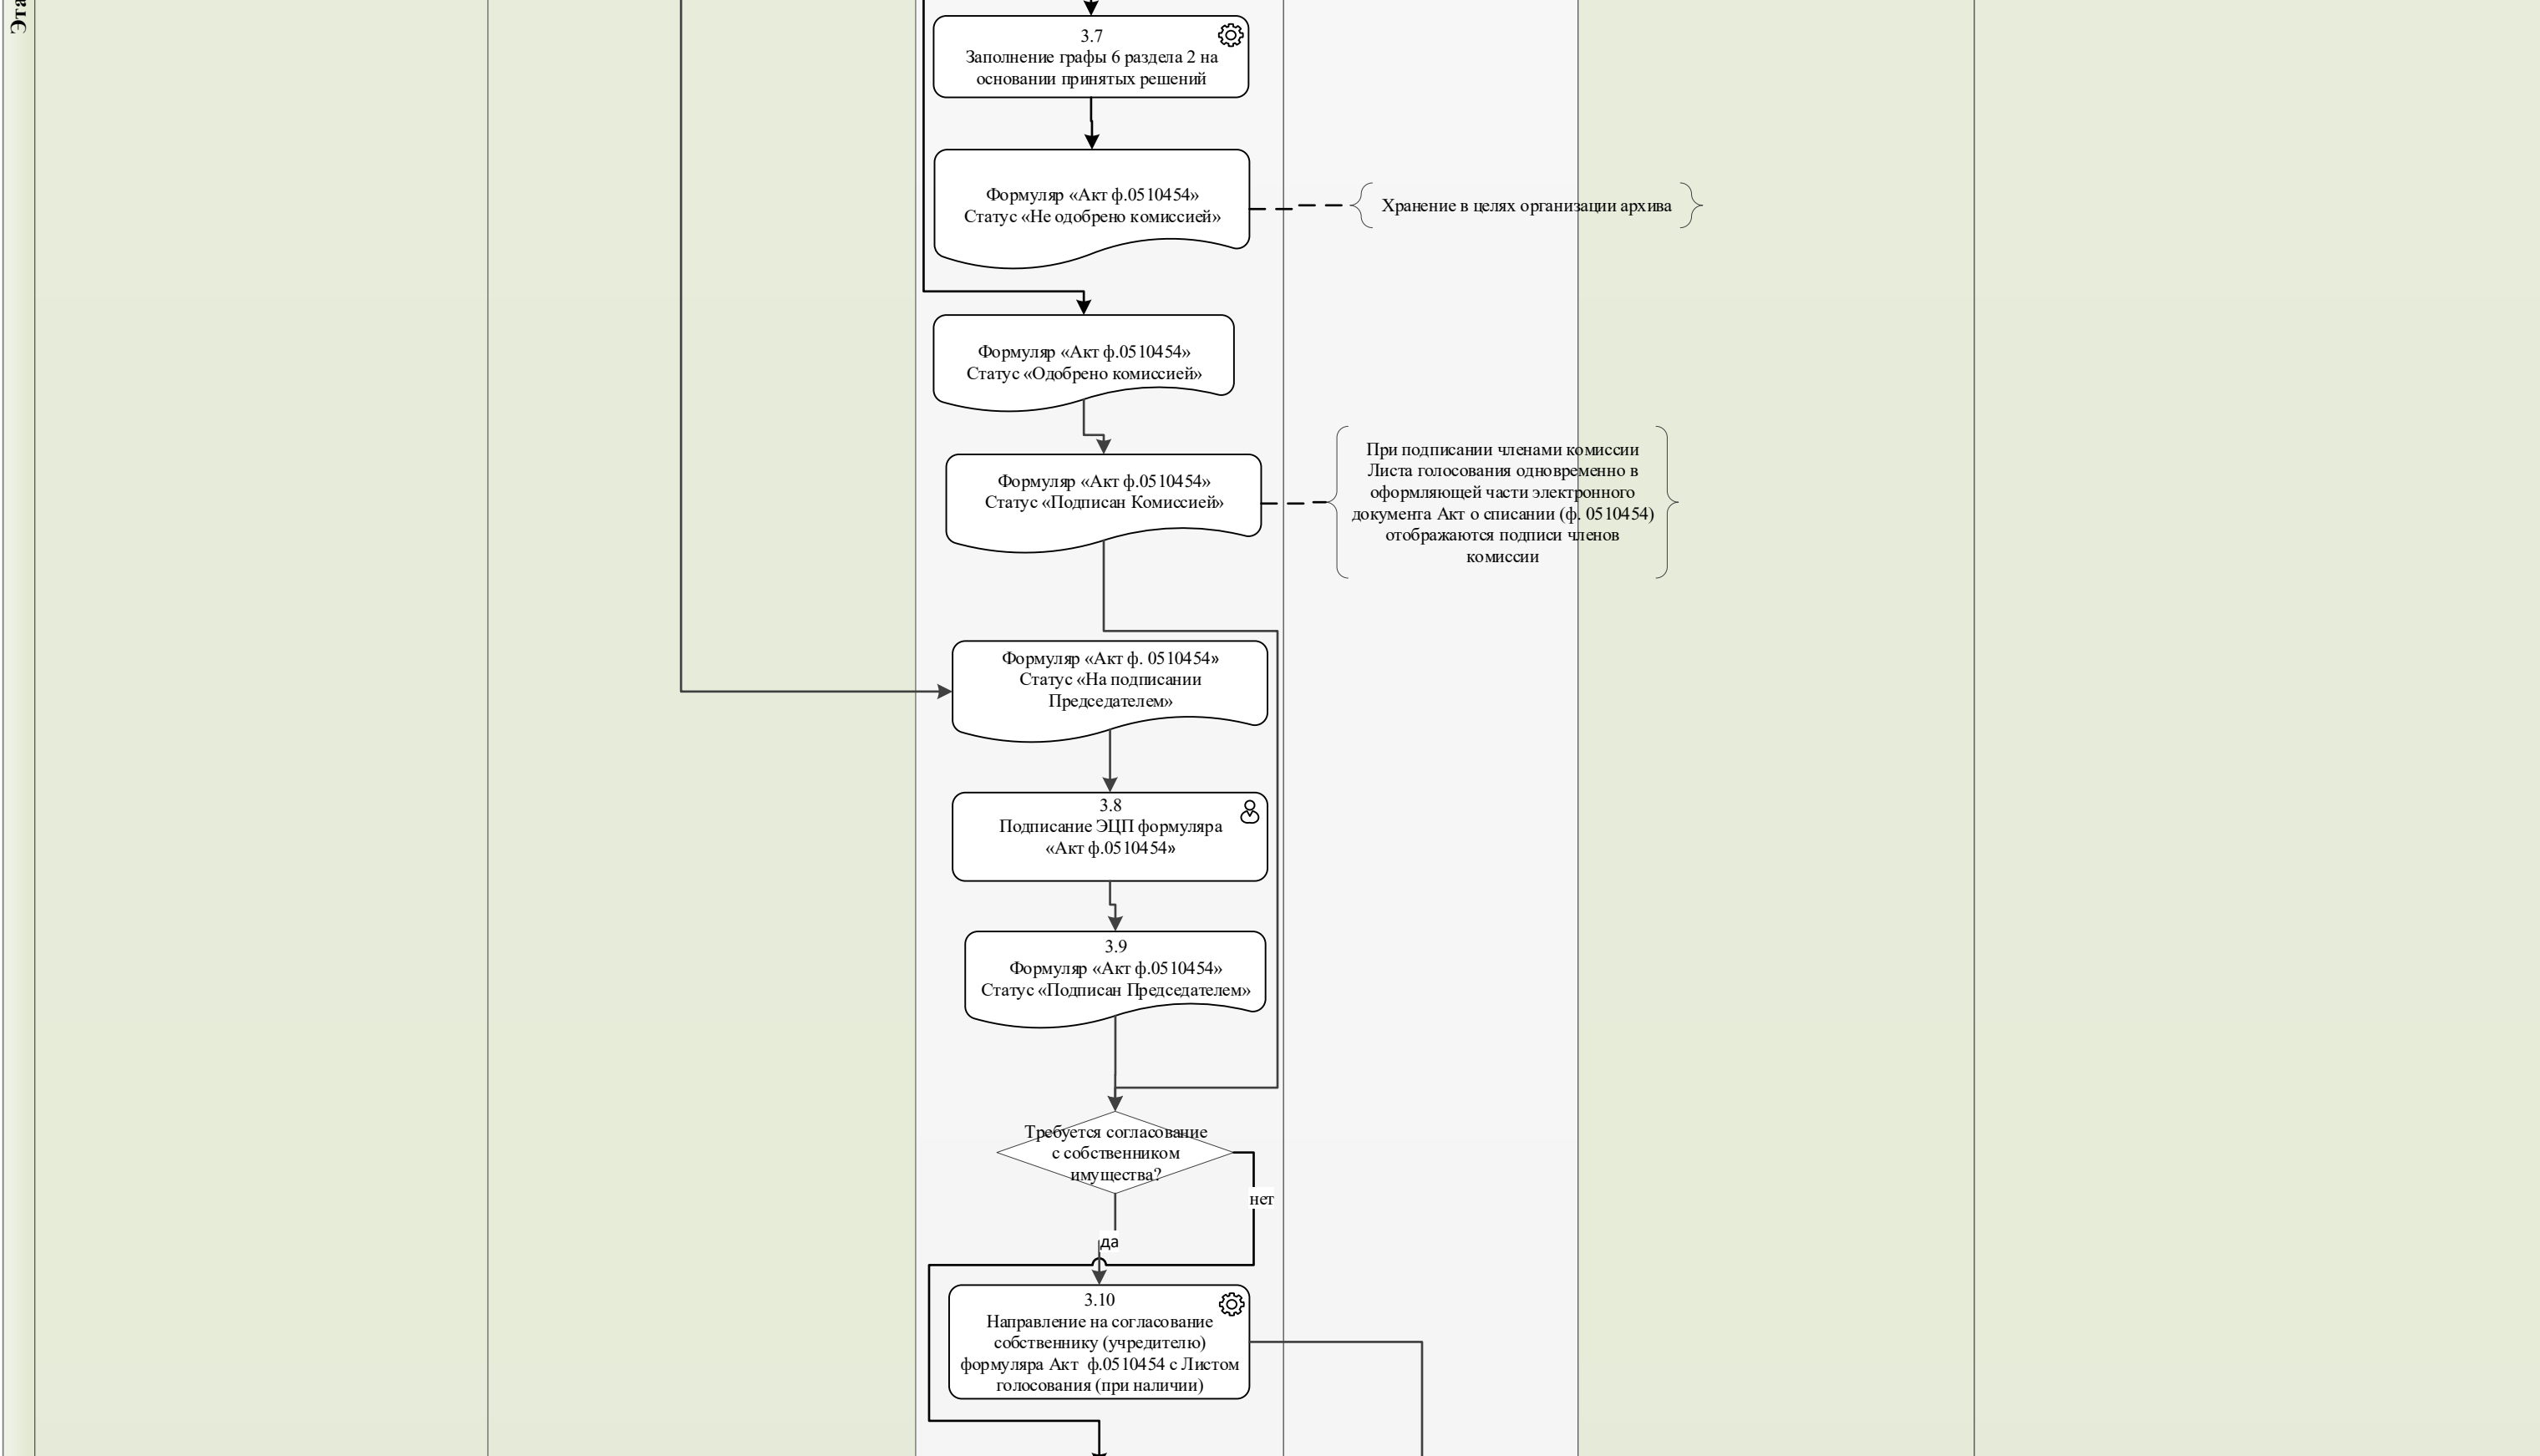 Эта
3.7
Заполнение графы 6 раздела 2 на
основании принятых решений
Формуляр «Акт ф.0510454»
Статус «Не одобрено комиссией»
Хранение в целях организации архива
Формуляр «Акт ф.0510454»
Статус «Одобрено комиссией»
Формуляр «Акт ф.0510454»
Статус «Подписан Комиссией»
При подписании членами комиссии
Листа голосования одновременно в
оформляющей части электронного
документа Акт о списании (ф. 0510454)
отображаются подписи членов
комиссии
Формуляр «Акт ф. 0510454»
Статус «На подписании
Председателем»
3.8
Подписание ЭЦП формуляра
«Акт ф.0510454»
3.9
Формуляр «Акт ф.0510454»
Статус «Подписан Председателем»
Требуется согласование
с собственником
имущества?
нет
да
3.10
Направление на согласование
собственнику (учредителю)
формуляра Акт ф.0510454 с Листом
голосования (при наличии)